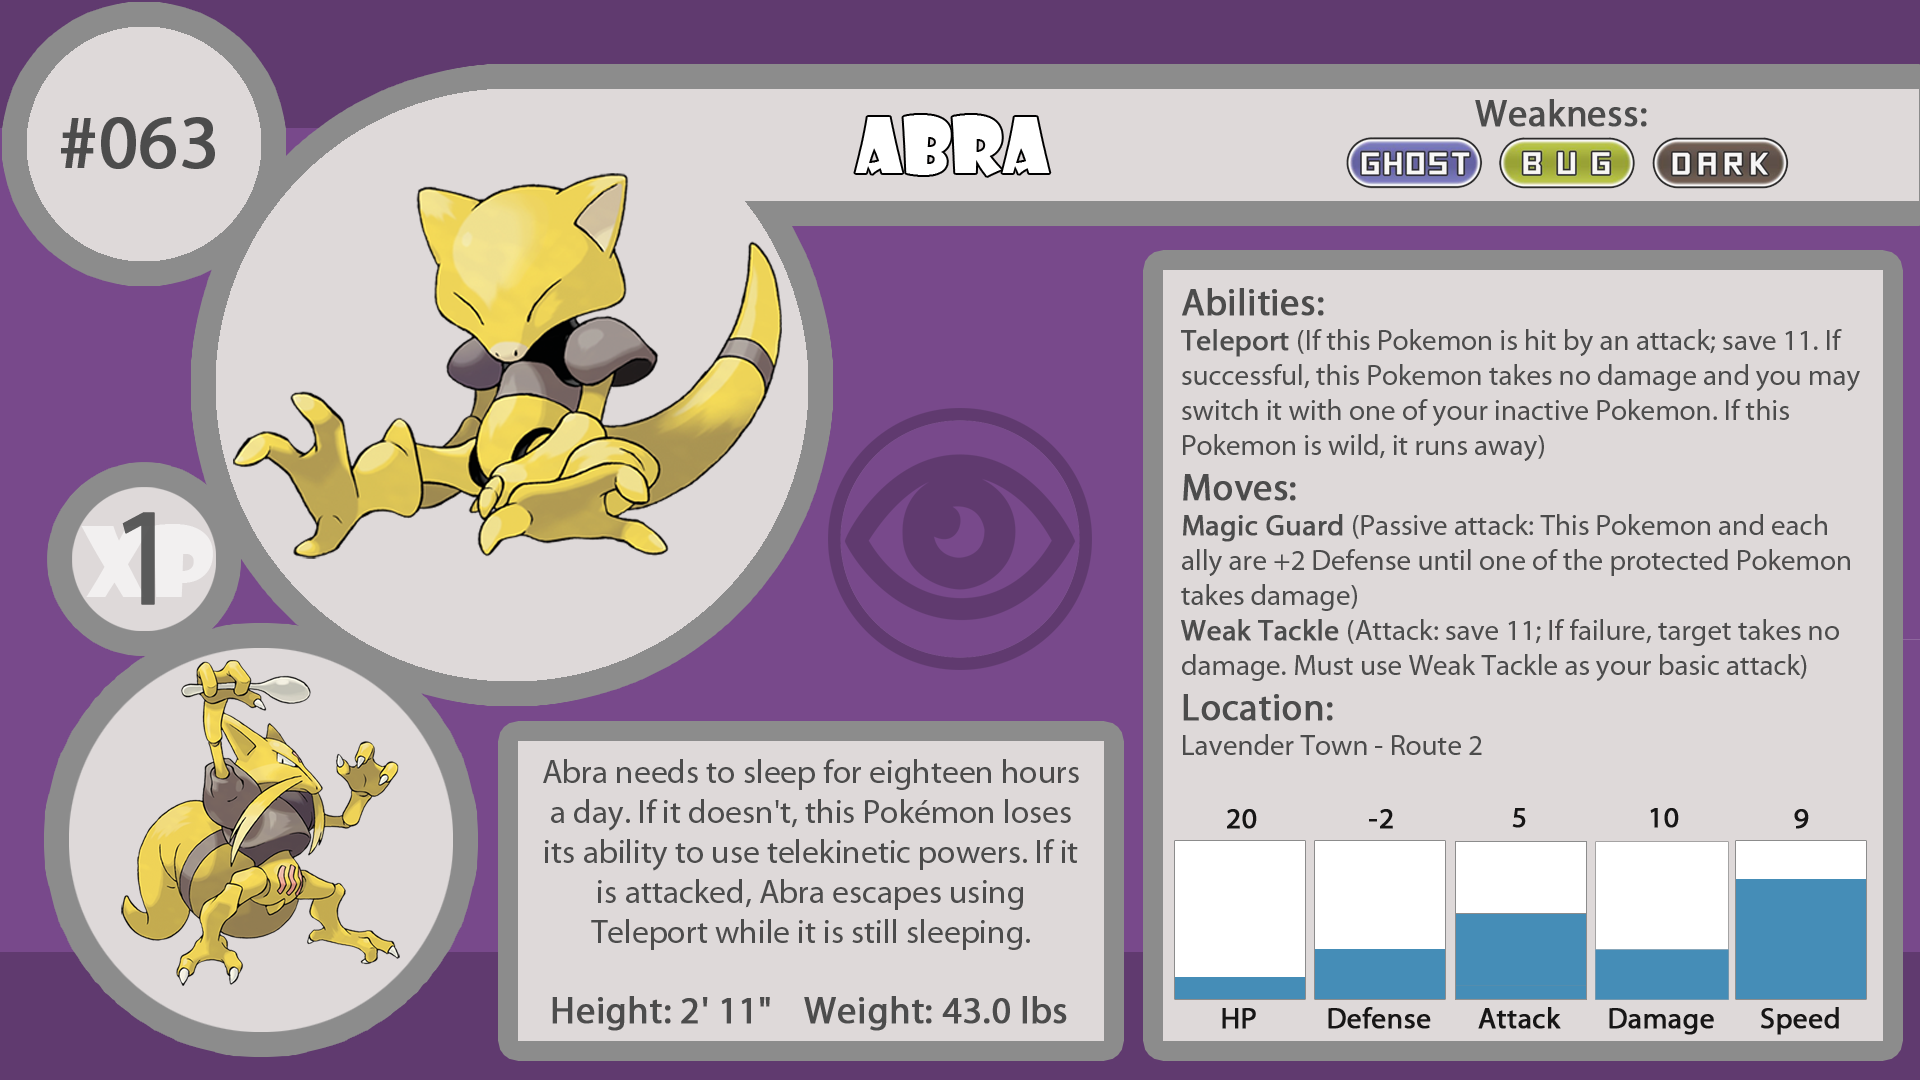 #063
ABRA
Weakness:
GHOST BUG DARK
XP
1
Abilities:
Teleport (If this Pokemon is hit by an attack; save 11. If
successful, this Pokemon takes no damage and you may
switch it with one of your inactive Pokemon. If this
Pokemon is wild, it runs away)
Moves:
Magic Guard (Passive attack: This Pokemon and each
ally are +2 Defense until one of the protected Pokemon
takes damage)
Weak Tackle (Attack: save 11; If failure, target takes no
damage. Must use Weak Tackle as your basic attack)
Location:
Lavender Town - Route 2
Abra needs to sleep for eighteen hours
a day. If it doesn't, this Pokémon loses
its ability to use telekinetic powers. If it
is attacked, Abra escapes using
Teleport while it is still sleeping.
Height: 2' 11" Weight: 43.0 lbs
20 -2 5 10 9
HP Defense Attack Damage Speed